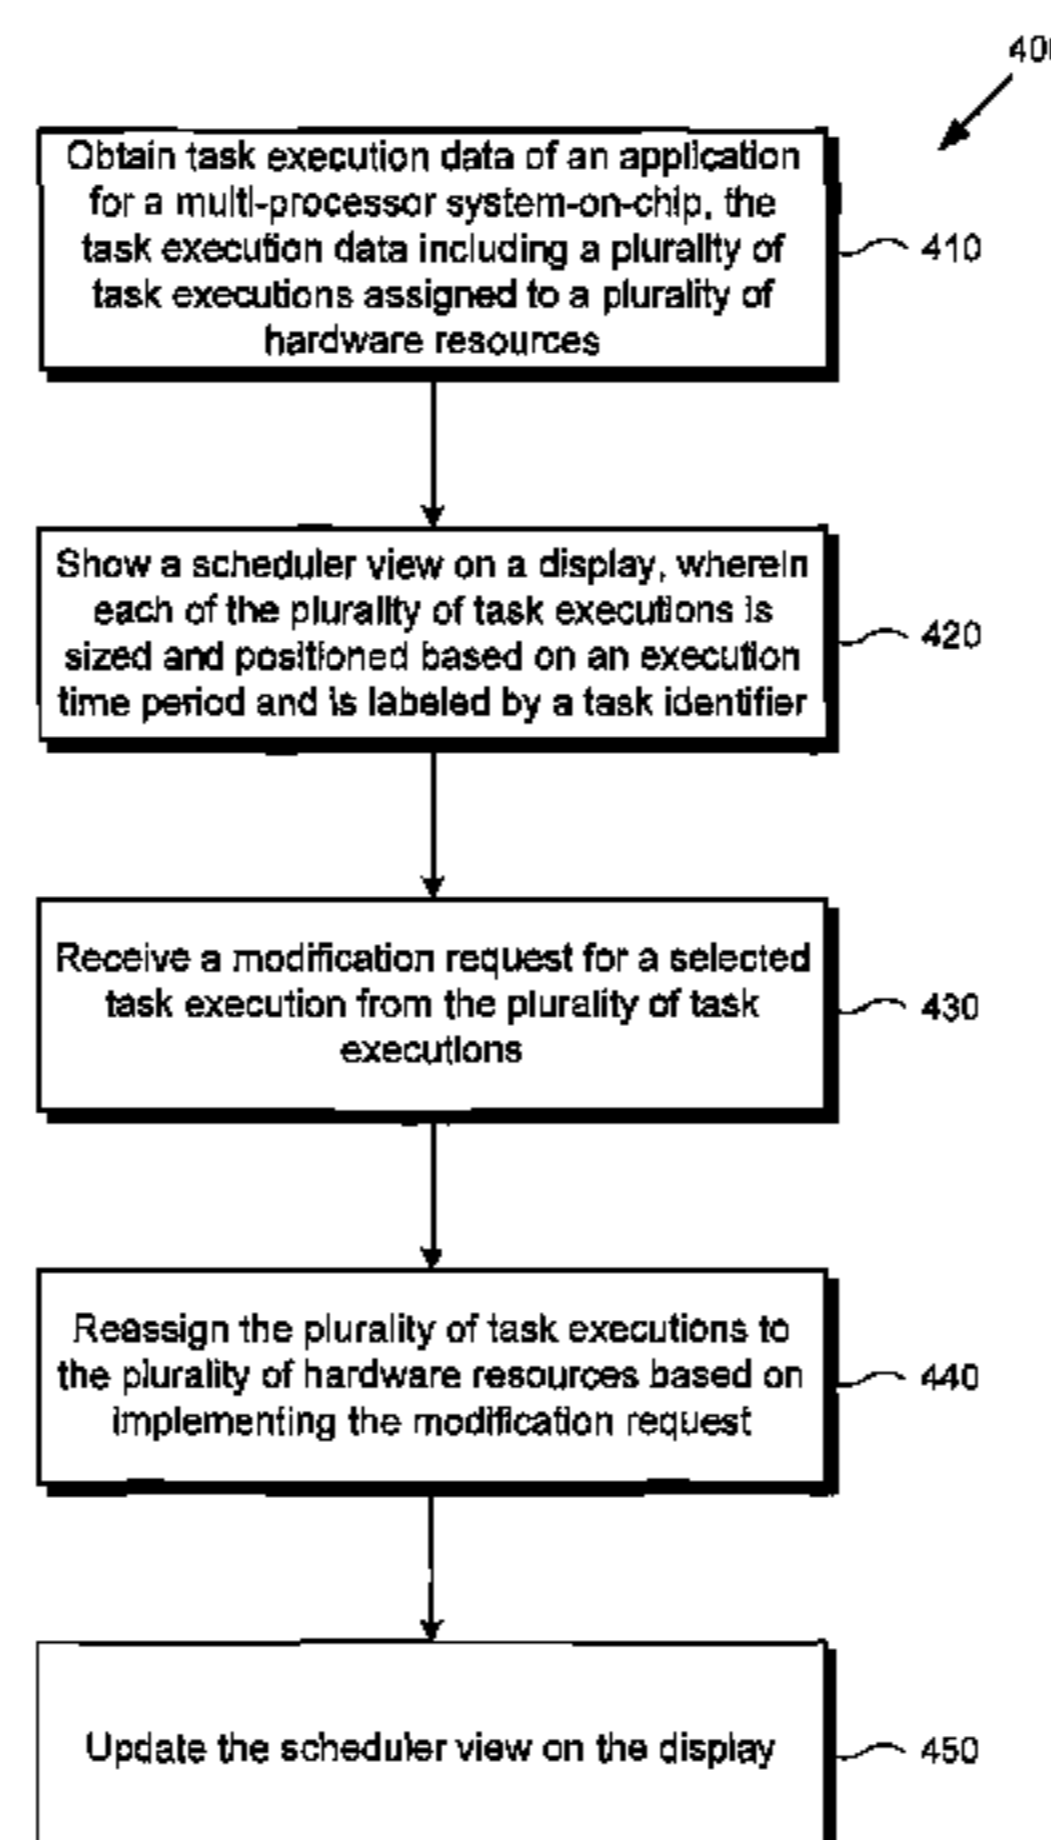 Obtain task execution data of an application
for a multi-processor system-on-chip, the
task execution data including a plurality of
task executions assigned to a plurality of
hardware resources
410
Show a scheduler view on a display, wherein
each of the plurality of task executions is
sized and positioned based on an execution
time period and is labeled by a task identifier
420
Receive a modification request for a selected
task execution from the plurality of task
executions
430
Reassign the plurality of task executions to
the plurality of hardware resources based on
implementing the modification request
440
Update the scheduler view on the display
450